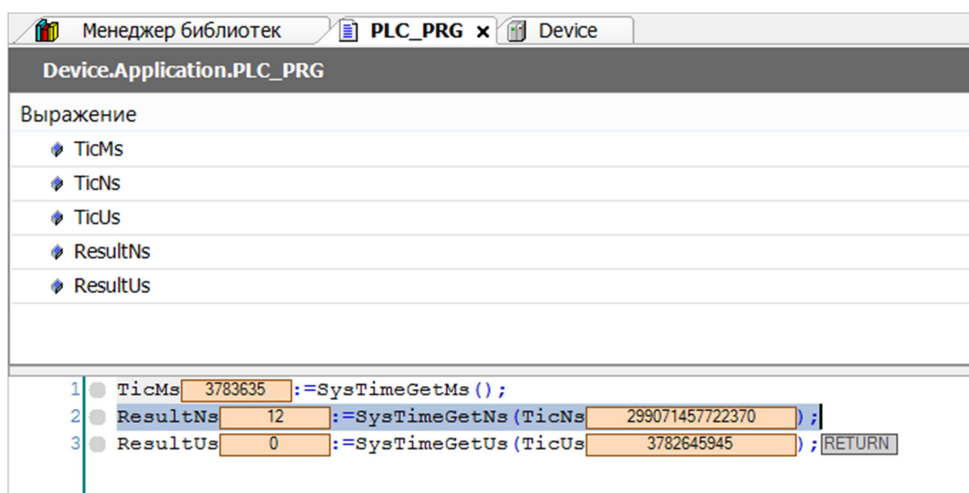 Менеджер библиотек PLC_PRG x Device
Device.Application.PLC_PRG
Выражение
TicMs
TicNs
TicUs
ResultNs
ResultUs
1 TicMs 3783635 :=SysTimeGetMs();
2 ResultNs 12 :=SysTimeGetNs(TicNs 299071457722370 );
3 ResultUs 0 :=SysTimeGetUs(TicUs 3782645945 ); RETURN